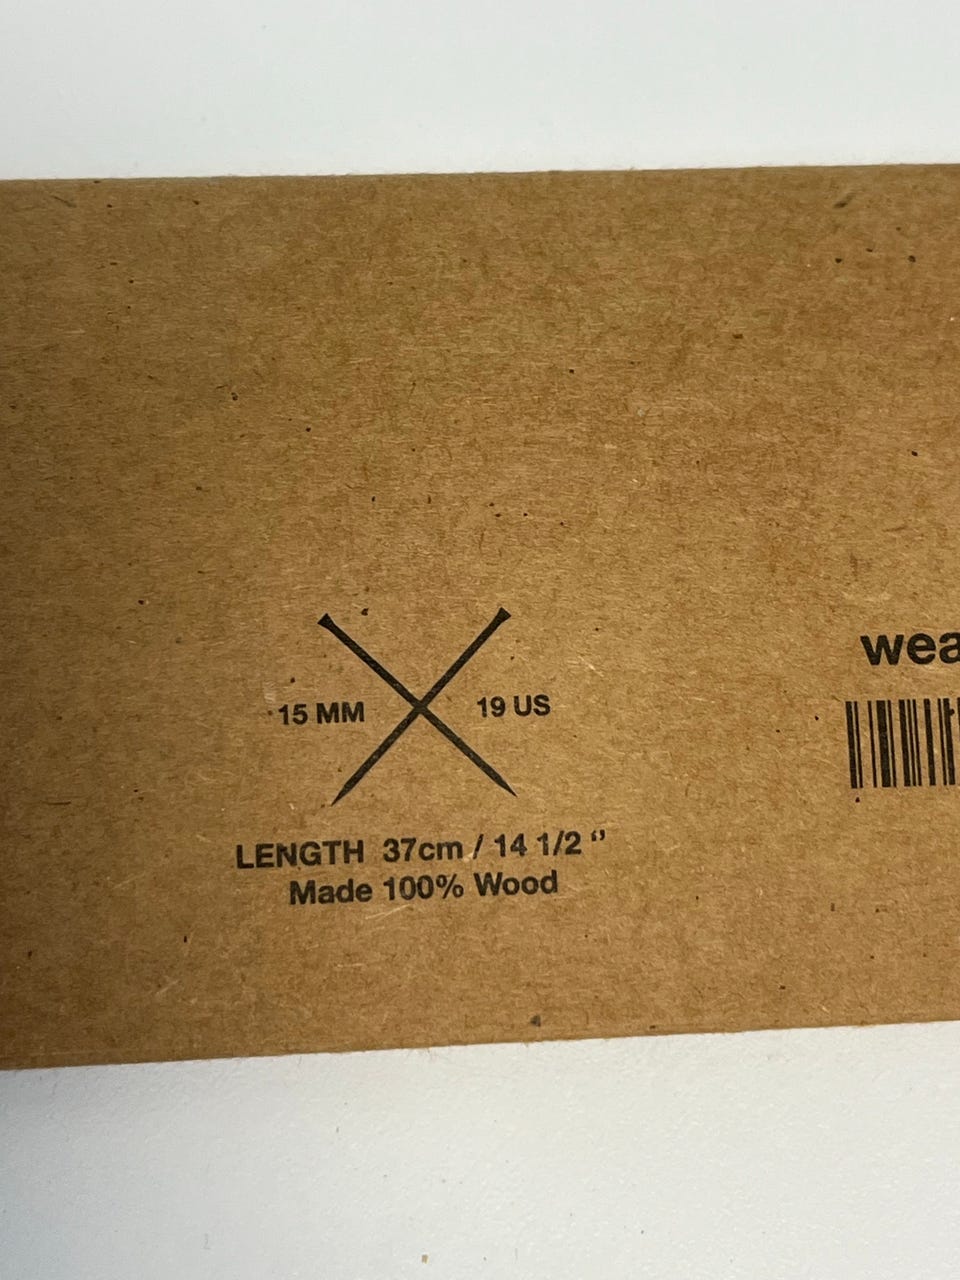 15 MM 19 US
LENGTH 37cm / 14 1/2 “
Made 100% Wood
wea